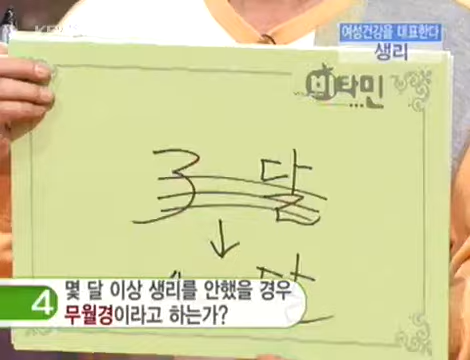 KBS
여성건강을 대표한다
생리
비타민
3 달
↓
4
몇 달 이상 생리를 안했을 경우
무월경이라고 하는가?